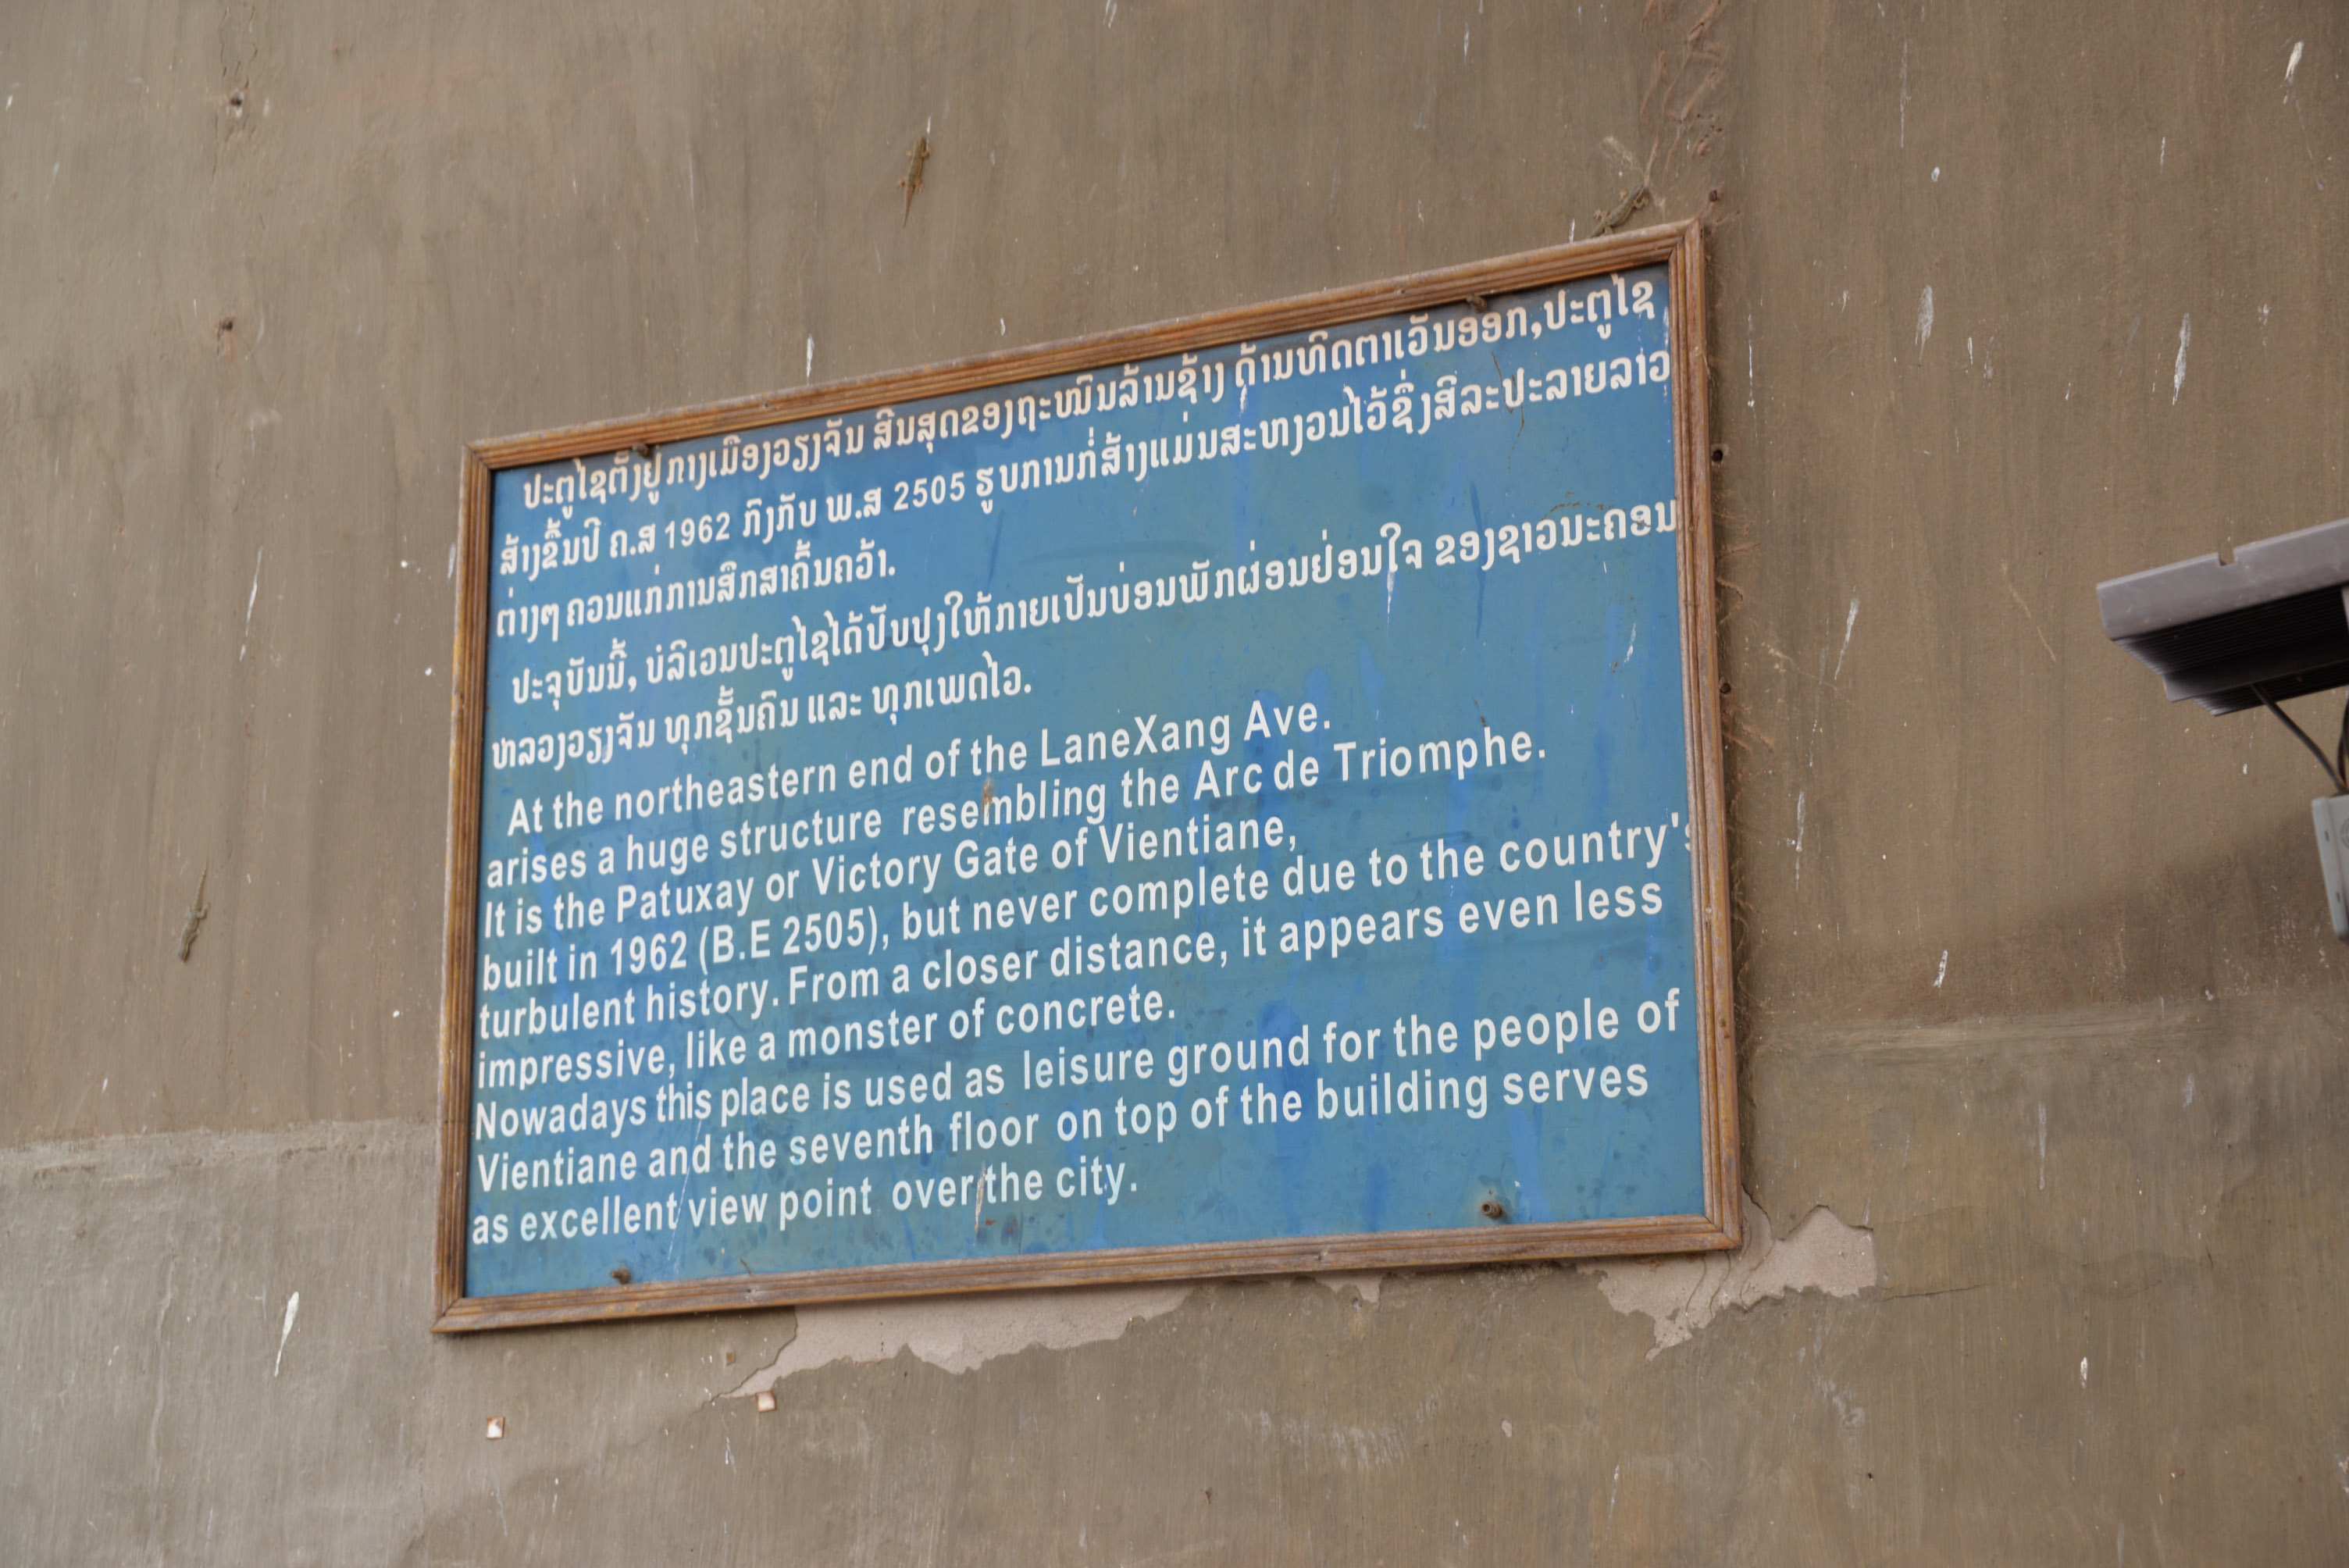 ປະຕູໄຊຕັ້ງຢູ່ກາງເມືອງວຽງຈັນ ສິ້ນສຸດຂອງຖະໜົນລ້ານຊ້າງ ດ້ານທິດຕາເວັນອອກ,ປະຕູໄຊ
ສ້າງຂຶ້ນປີ ຄ.ສ 1962 ກົງກັບ ພ.ສ 2505 ຮູບການກໍ່ສ້າງແມ່ນສະຫງວນໄວ້ຊຶ່ງສິລະປະລາຍລາວ
ຕ່າງໆ ຄວນແກ່ການສຶກສາຄົ້ນຄວ້າ.
ປະຈຸບັນນີ້, ບໍລິເວນປະຕູໄຊໄດ້ປັບປຸງໃຫ້ກາຍເປັນບ່ອນພັກຜ່ອນຢ່ອນໃຈ ຂອງຊາວນະຄອນ
ຫລວງວຽງຈັນ ທຸກຊັ້ນຄົນ ແລະ ທຸກເພດໄວ.
At the northeastern end of the LaneXang Ave.
arises a huge structure resembling the Arc de Triomphe.
It is the Patuxay or Victory Gate of Vientiane,
built in 1962 (B.E 2505), but never complete due to the country's
turbulent history. From a closer distance, it appears even less
impressive, like a monster of concrete.
Nowadays this place is used as leisure ground for the people of
Vientiane and the seventh floor on top of the building serves
as excellent view point over the city.